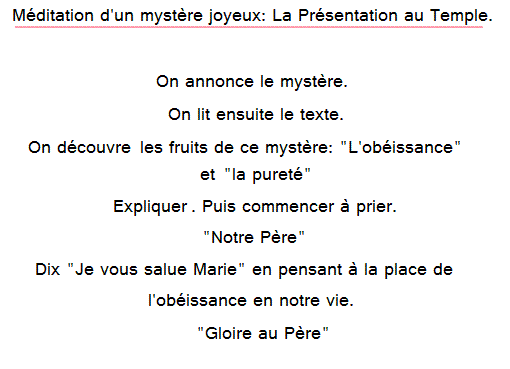 Méditation d'un mystère joyeux: La Présentation au Temple.
On annonce le mystère.
On lit ensuite le texte.
On découvre les fruits de ce mystère: "L'obéissance"
et "la pureté"
Expliquer . Puis commencer à prier.
"Notre Père"
Dix "Je vous salue Marie" en pensant à la place de
l'obéissance en notre vie.
"Gloire au Père"